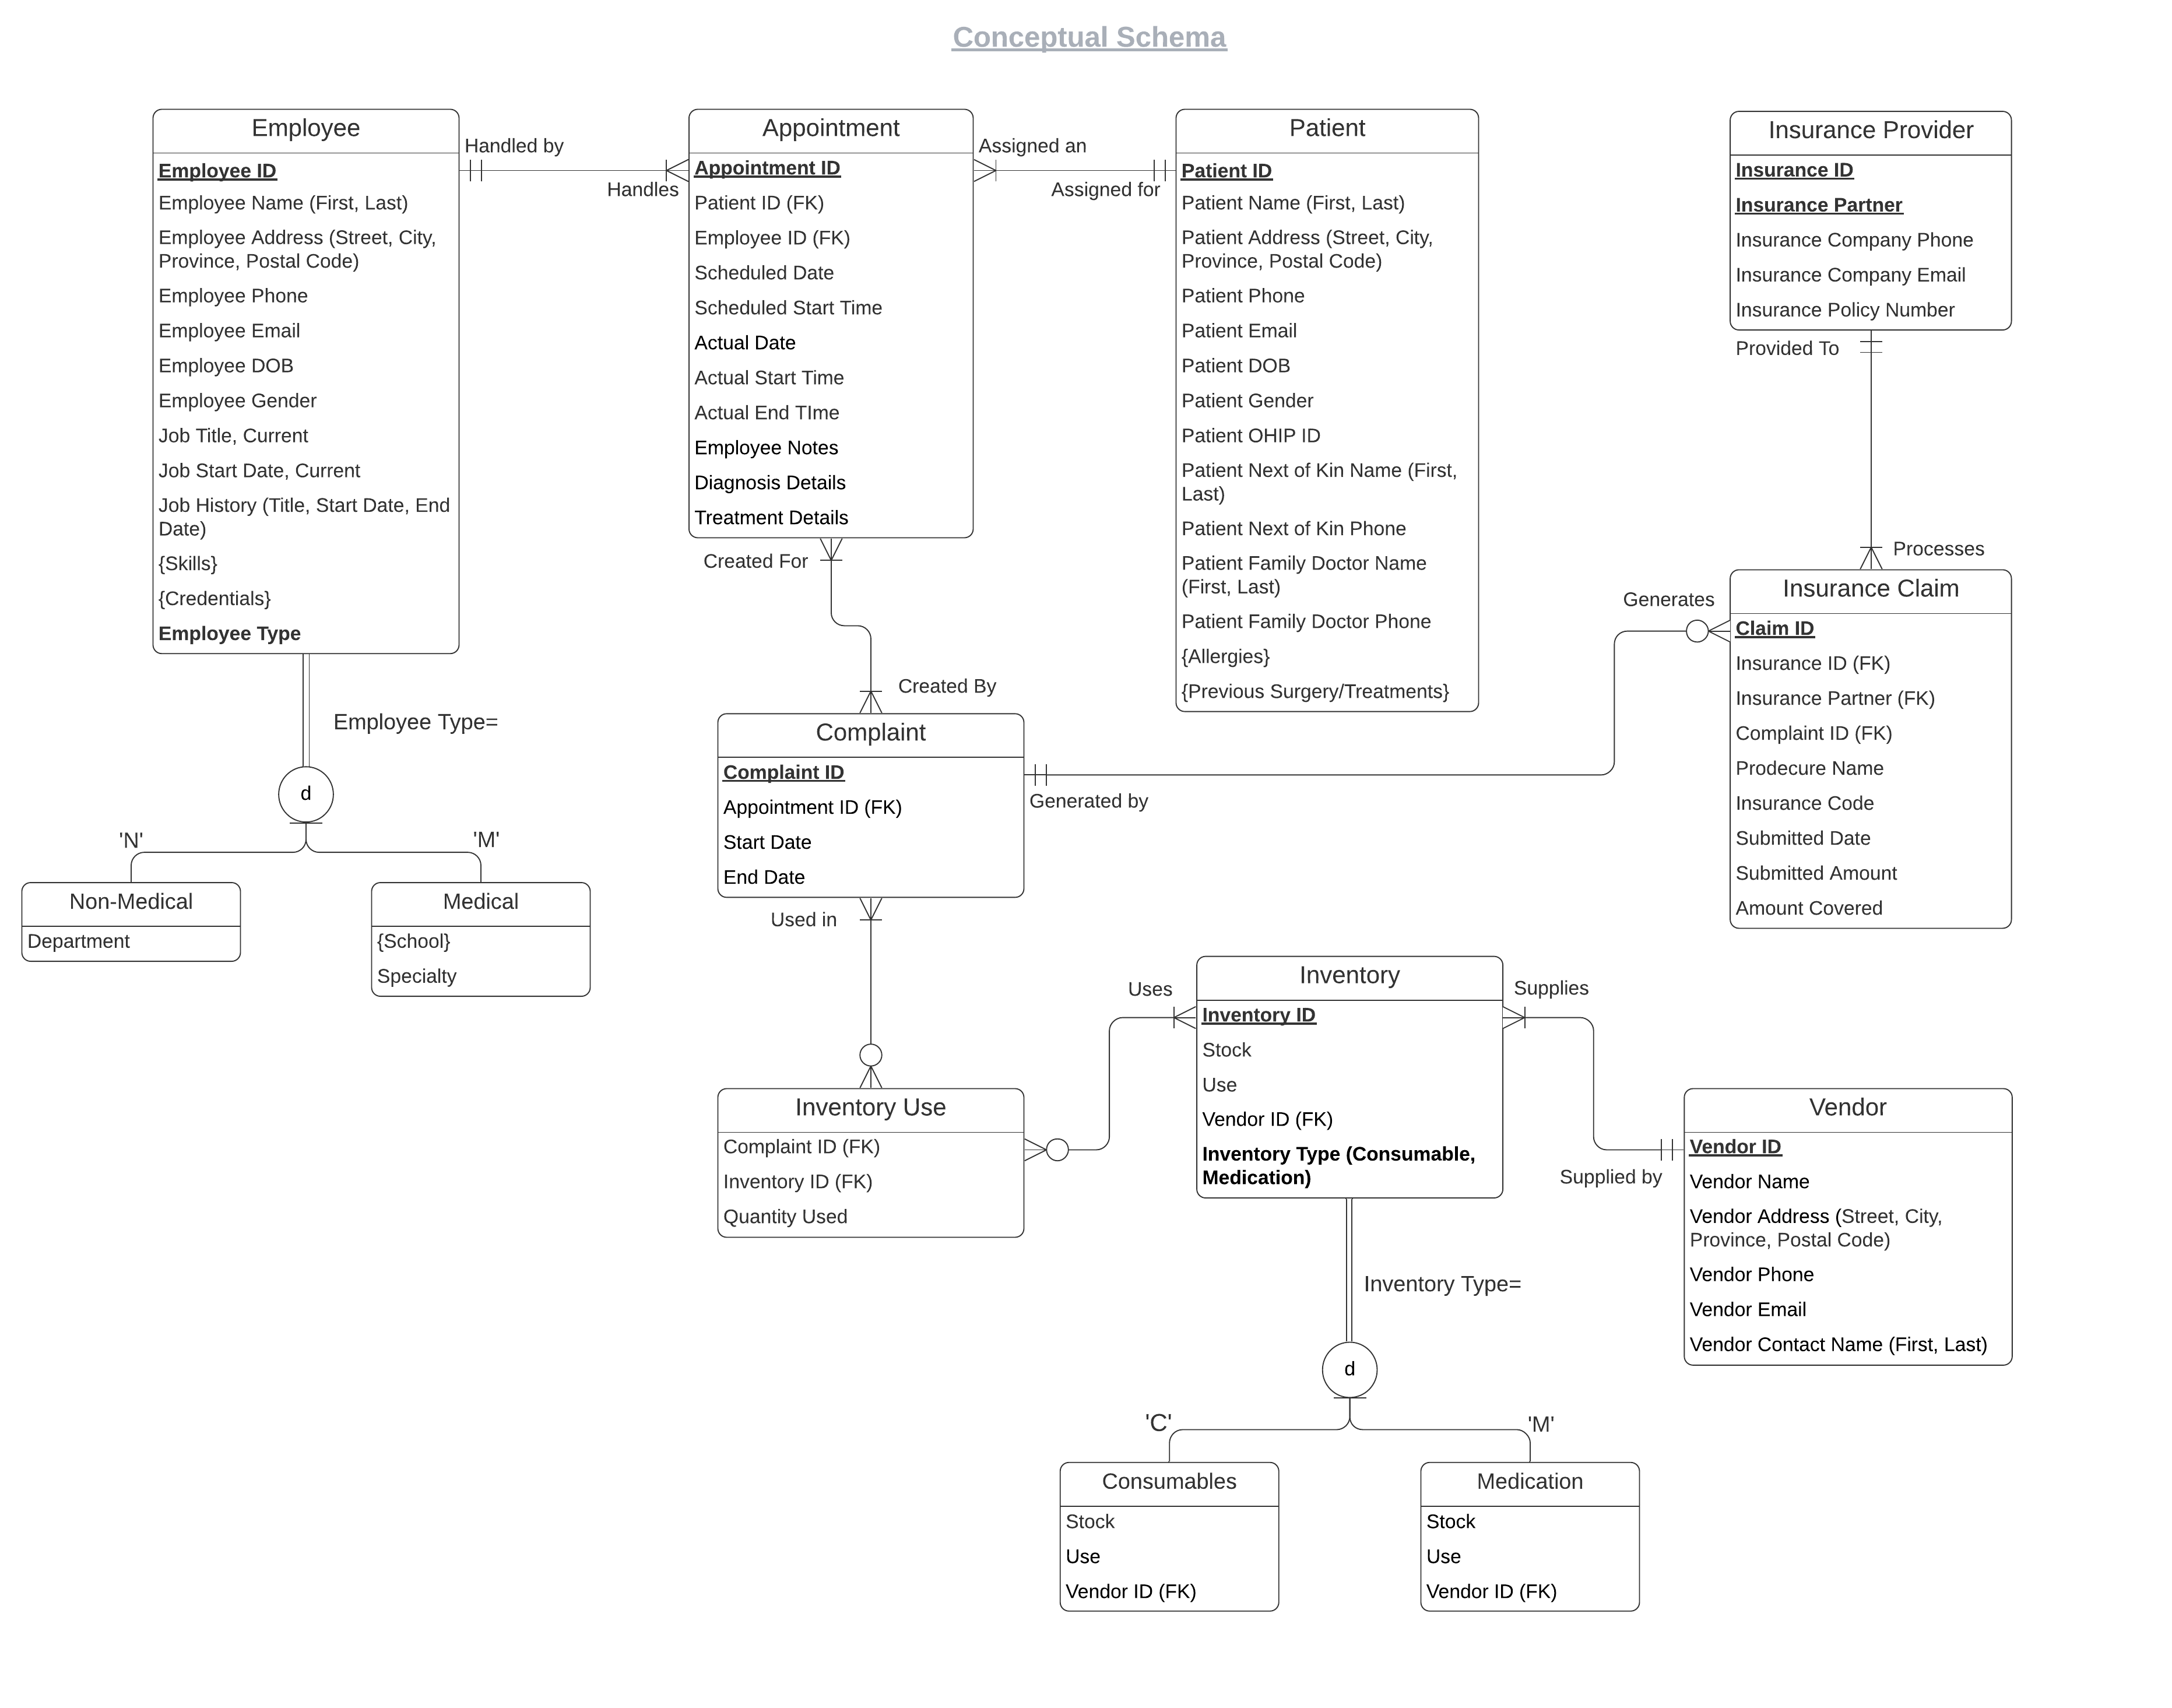 Conceptual Schema
Employee
Employee ID
Employee Name (First, Last)
Employee Address (Street, City,
Province, Postal Code)
Employee Phone
Employee Email
Employee DOB
Employee Gender
Job Title, Current
Job Start Date, Current
Job History (Title, Start Date, End
Date)
{Skills}
{Credentials}
Employee Type
Handled by
Handles
Appointment
Appointment ID
Patient ID (FK)
Employee ID (FK)
Scheduled Date
Scheduled Start Time
Actual Date
Actual Start Time
Actual End TIme
Employee Notes
Diagnosis Details
Treatment Details
Assigned an
Assigned for
Patient
Patient ID
Patient Name (First, Last)
Patient Address (Street, City,
Province, Postal Code)
Patient Phone
Patient Email
Patient DOB
Patient Gender
Patient OHIP ID
Patient Next of Kin Name (First,
Last)
Patient Next of Kin Phone
Patient Family Doctor Name
(First, Last)
Patient Family Doctor Phone
{Allergies}
{Previous Surgery/Treatments}
Insurance Provider
Insurance ID
Insurance Partner
Insurance Company Phone
Insurance Company Email
Insurance Policy Number
Provided To
Processes
Generates
Insurance Claim
Claim ID
Insurance ID (FK)
Insurance Partner (FK)
Complaint ID (FK)
Prodecure Name
Insurance Code
Submitted Date
Submitted Amount
Amount Covered
Created For
Created By
Complaint
Complaint ID
Appointment ID (FK)
Start Date
End Date
Generated by
Employee Type=
d
'N'
'M'
Non-Medical
Department
Medical
{School}
Specialty
Used in
Inventory Use
Complaint ID (FK)
Inventory ID (FK)
Quantity Used
Uses
Inventory
Inventory ID
Stock
Use
Vendor ID (FK)
Inventory Type (Consumable,
Medication)
Supplies
Supplied by
Vendor
Vendor ID
Vendor Name
Vendor Address (Street, City,
Province, Postal Code)
Vendor Phone
Vendor Email
Vendor Contact Name (First, Last)
Inventory Type=
d
'C'
'M'
Consumables
Stock
Use
Vendor ID (FK)
Medication
Stock
Use
Vendor ID (FK)